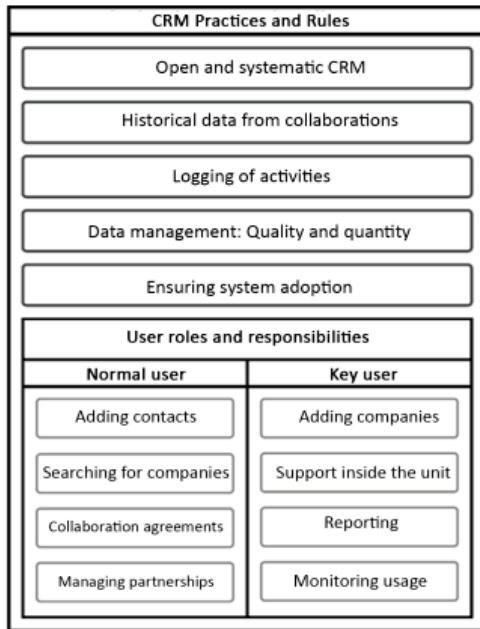 CRM Practices and Rules
Open and systematic CRM
Historical data from collaborations
Logging of activities
Data management: Quality and quantity
Ensuring system adoption
User roles and responsibilities
Normal user
Key user
Adding contacts
Adding companies
Searching for companies
Support inside the unit
Collaboration agreements
Reporting
Managing partnerships
Monitoring usage